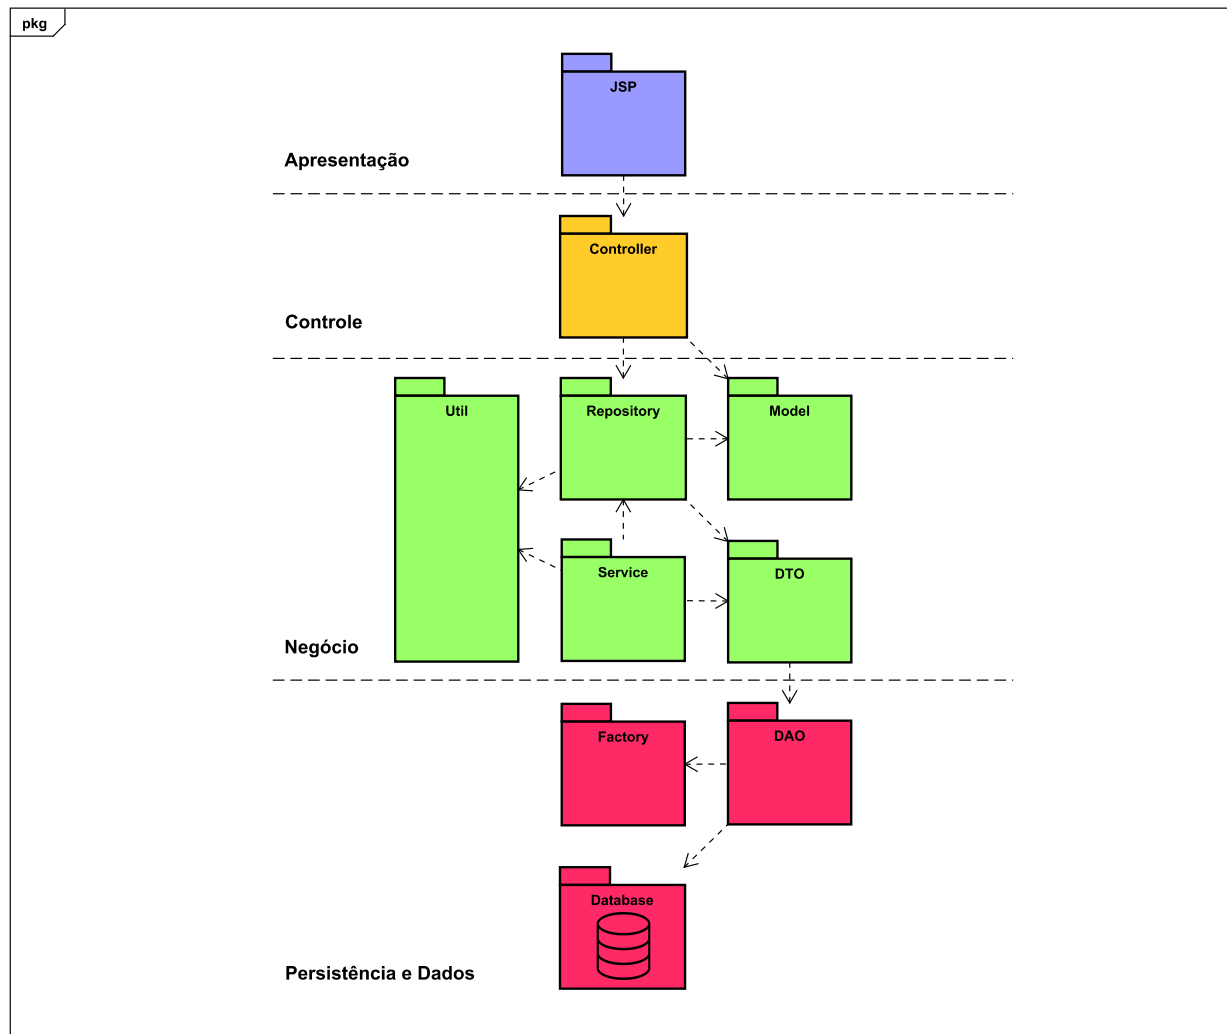 pkg
JSP
Apresentação
Controller
Controle
Util
Repository
Model
Service
DTO
Negócio
Factory
DAO
Database
Persistência e Dados